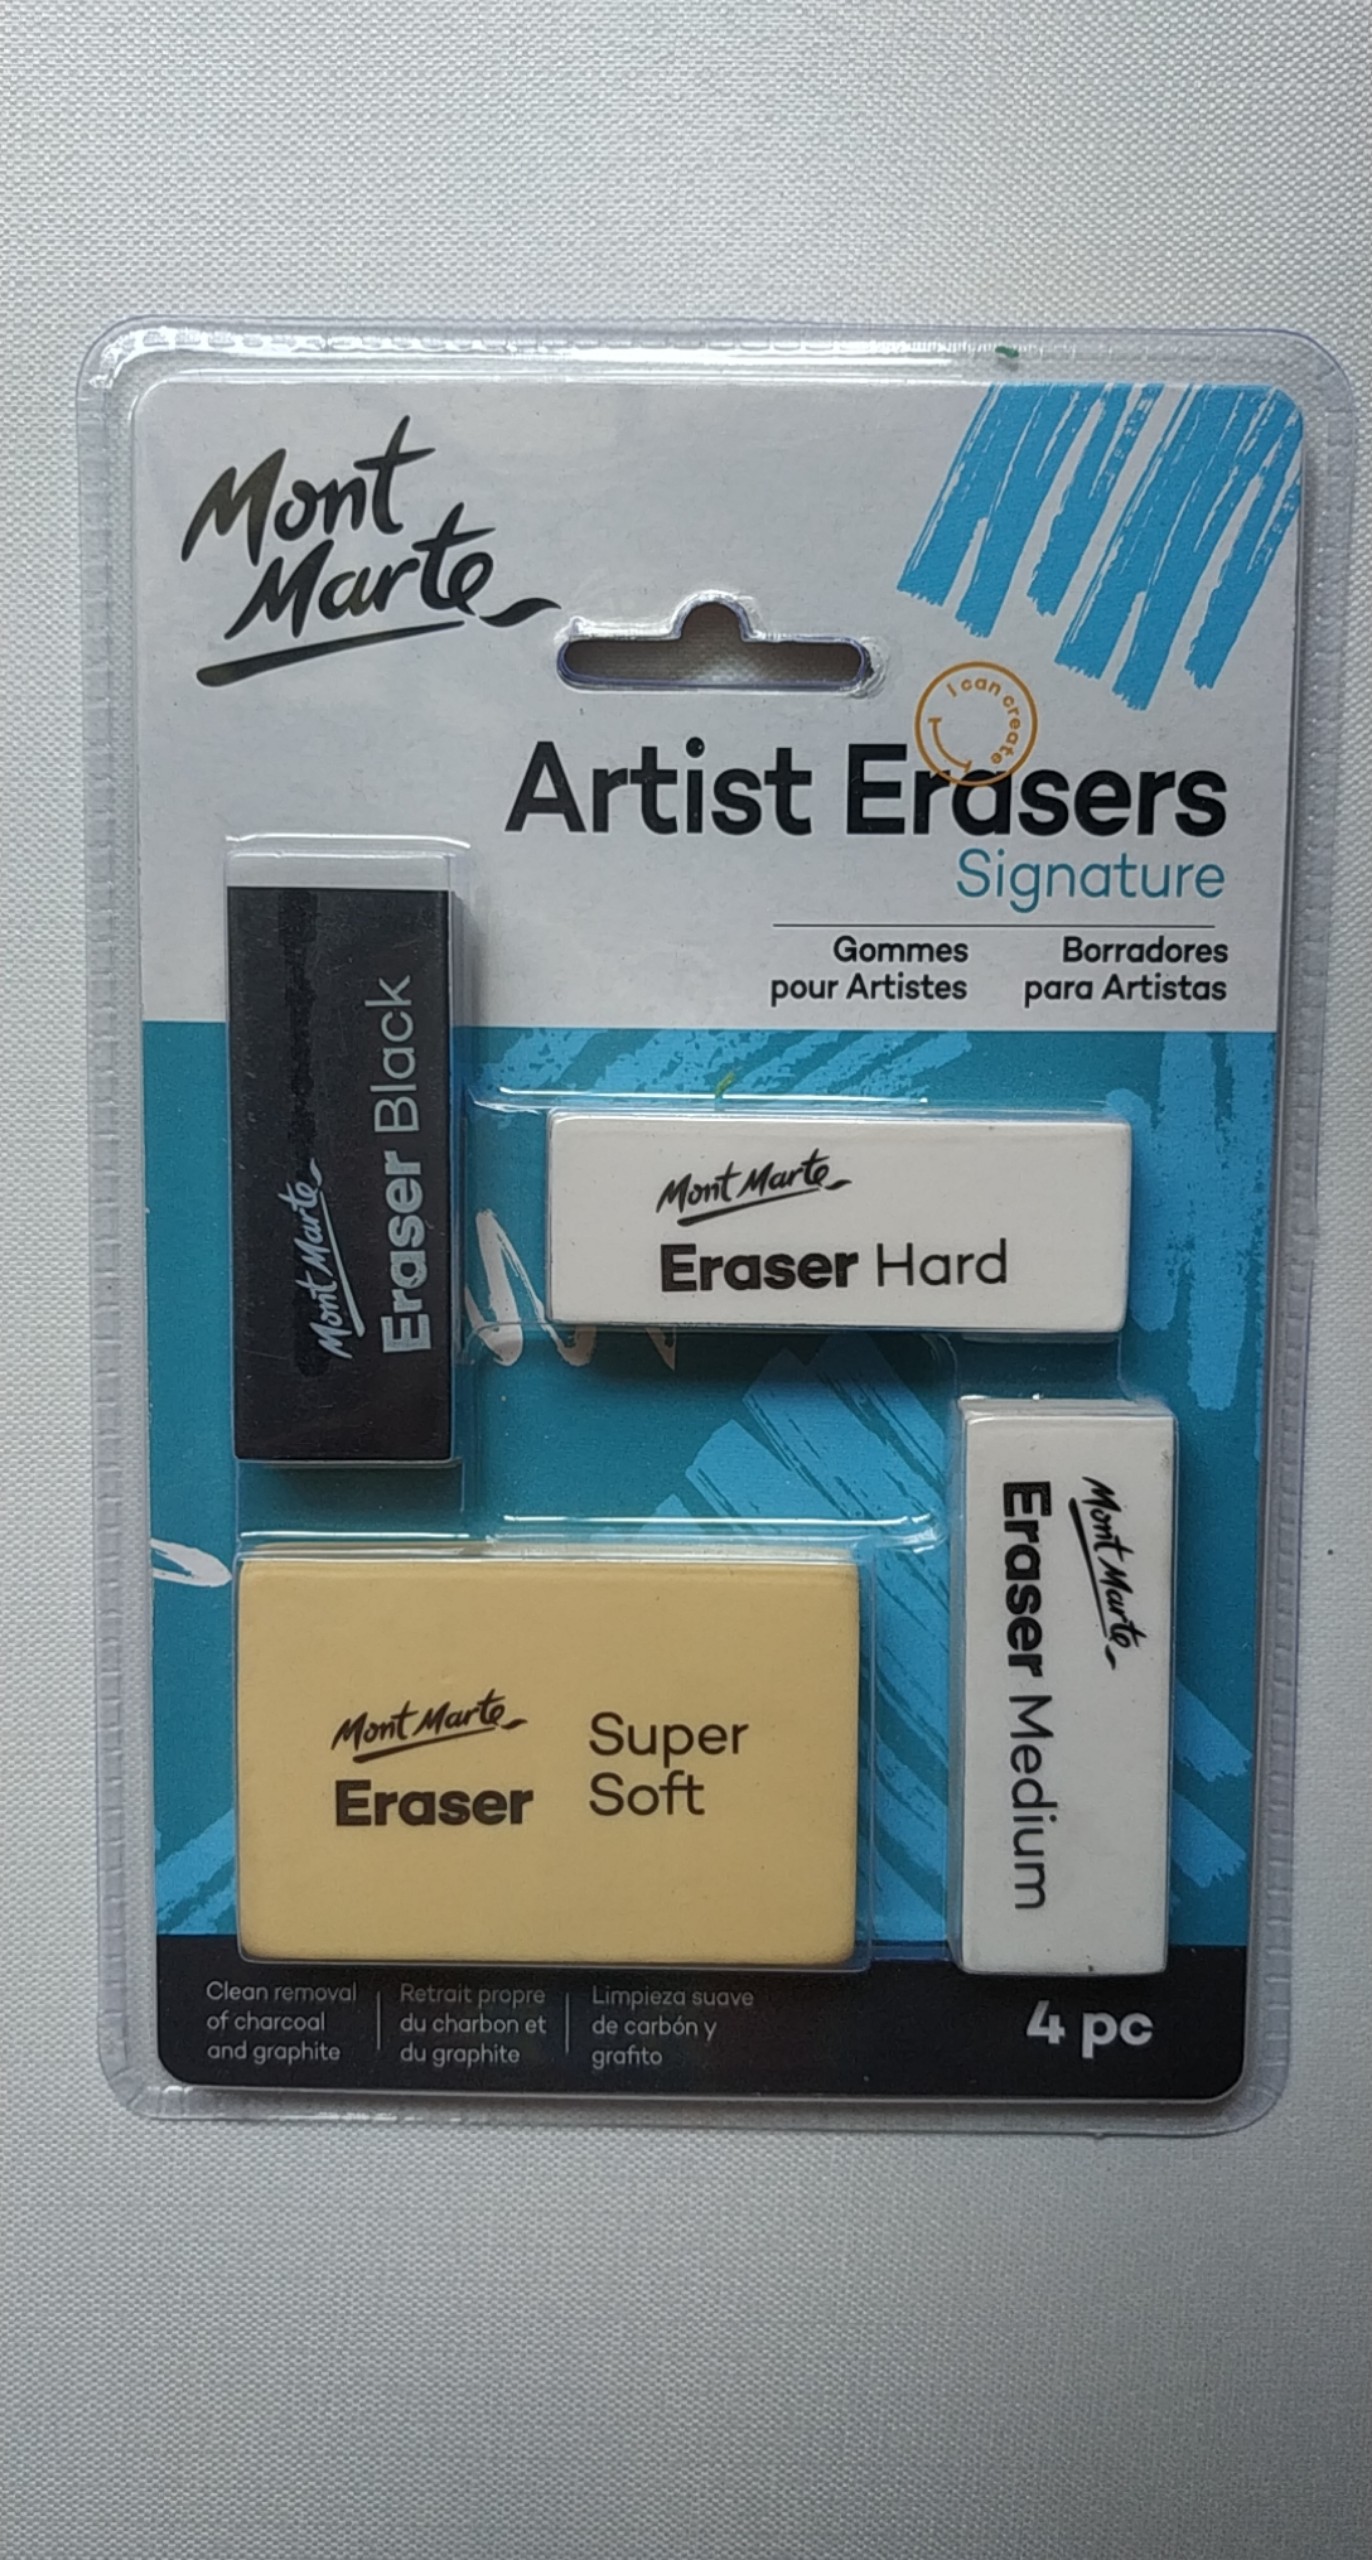 Mont
Marte
I can create
Artist Erasers
Signature
Gommes
pour Artistes
Borradores
para Artistas
Mont Marte
Eraser Black
Mont Marte
Eraser Hard
Mont Marte
Eraser Medium
Mont Marte
Eraser
Super
Soft
Clean removal
of charcoal
and graphite
Retrait propre
du charbon et
du graphite
Limpieza suave
de carbón y
grafito
4 pc